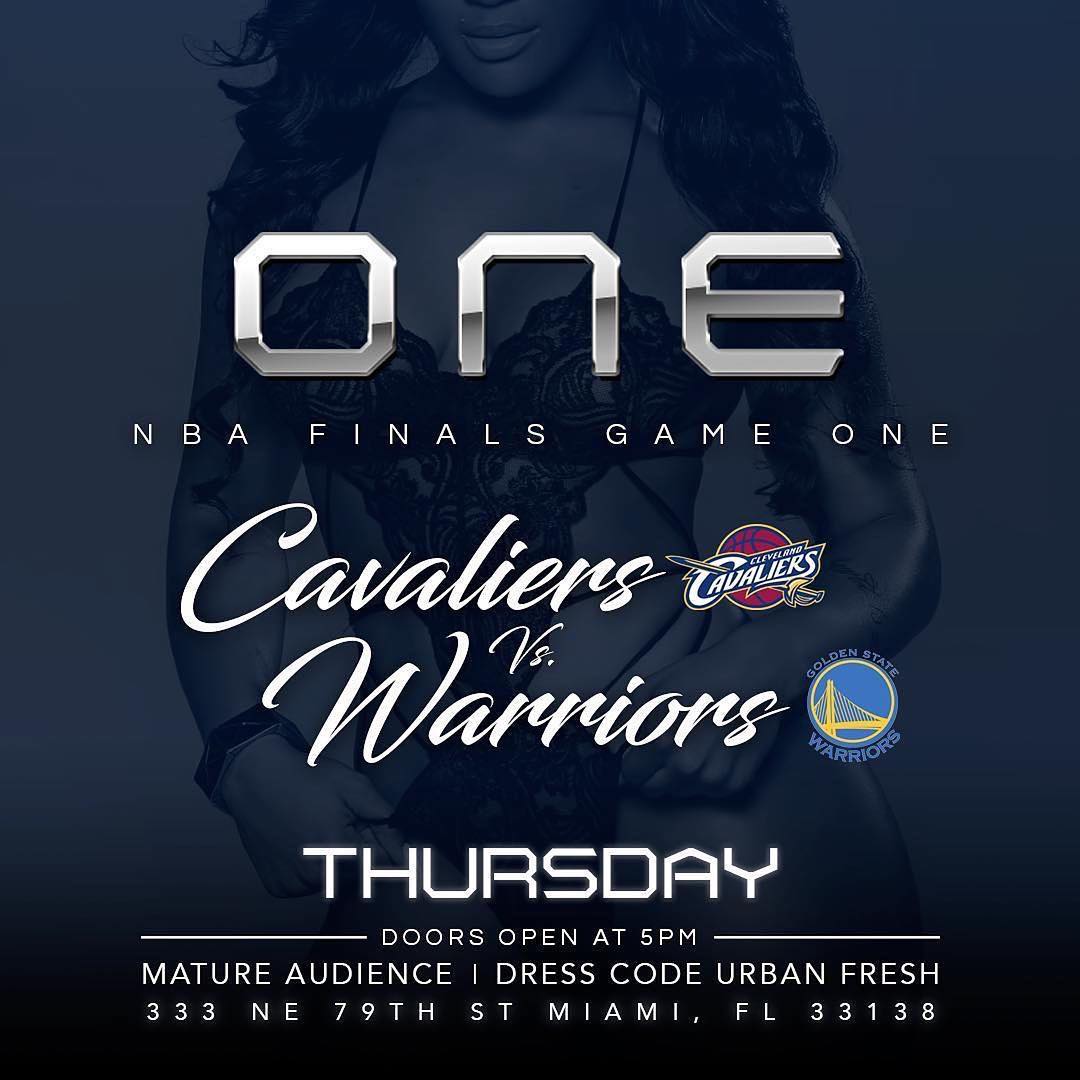 ONE
NBA FINALS GAME ONE
Cavaliers
CLEVELAND
CAVALIERS
Vs.
Warriors
GOLDEN STATE
WARRIORS
THURSDAY
DOORS OPEN AT 5PM
MATURE AUDIENCE | DRESS CODE URBAN FRESH
333 NE 79TH ST MIAMI, FL 33138